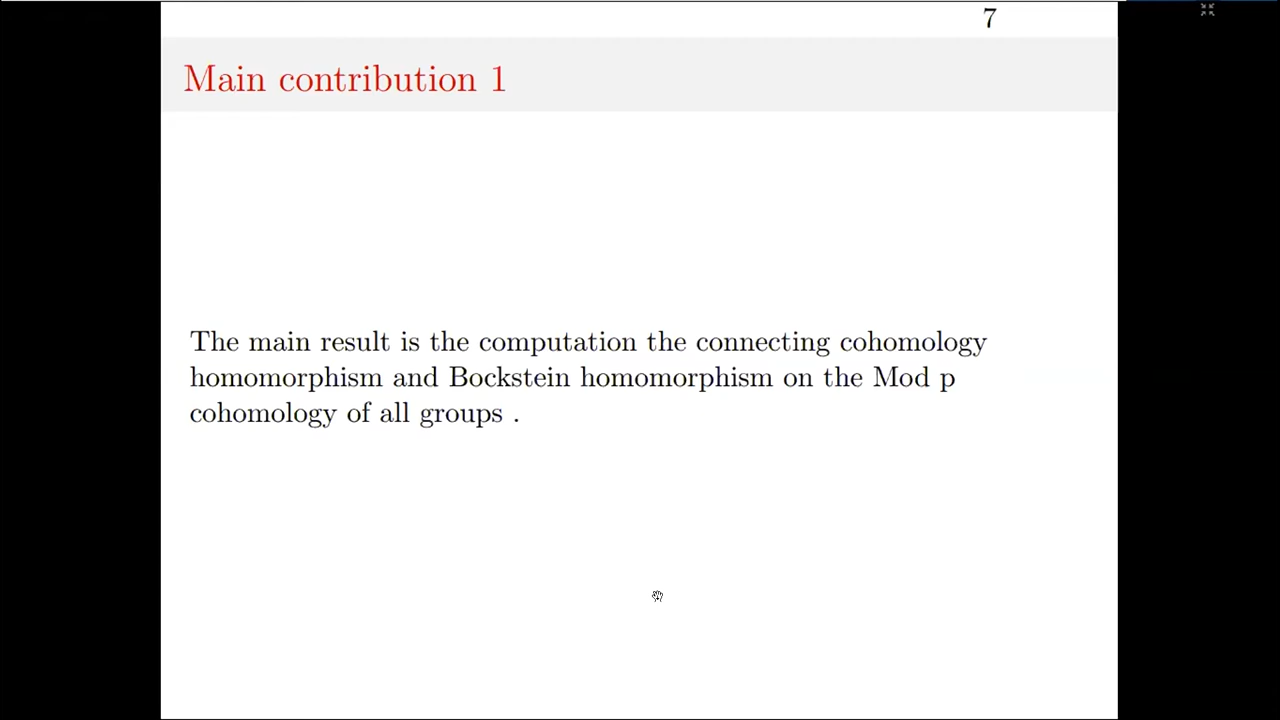 7
Main contribution 1
The main result is the computation the connecting cohomology
homomorphism and Bockstein homomorphism on the Mod p
cohomology of all groups .